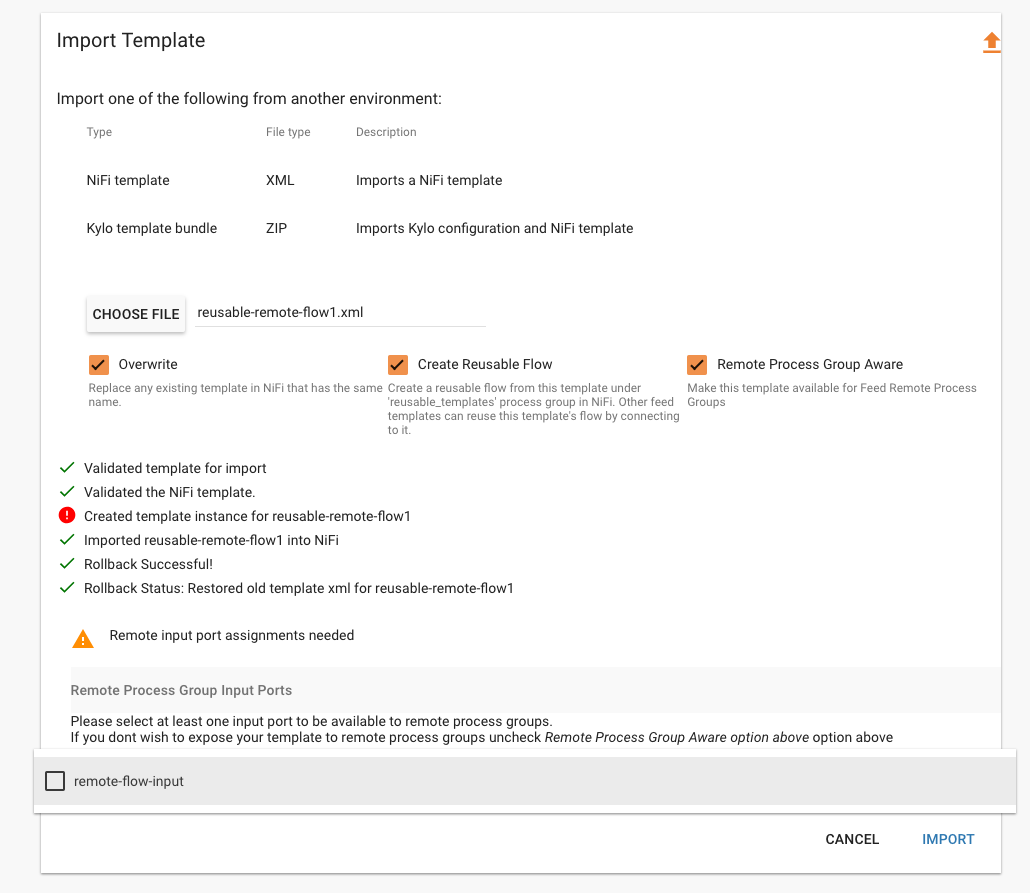 Import Template
Import one of the following from another environment:
Type File type Description
NiFi template XML Imports a NiFi template
Kylo template bundle ZIP Imports Kylo configuration and NiFi template
CHOOSE FILE reusable-remote-flow1.xml
Overwrite
Replace any existing template in NiFi that has the same
name.
Create Reusable Flow
Create a reusable flow from this template under
'reusable_templates' process group in NiFi. Other feed
templates can reuse this template's flow by connecting
to it.
Remote Process Group Aware
Make this template available for Feed Remote Process
Groups
Validated template for import
Validated the NiFi template.
Created template instance for reusable-remote-flow1
Imported reusable-remote-flow1 into NiFi
Rollback Successful!
Rollback Status: Restored old template xml for reusable-remote-flow1
Remote input port assignments needed
Remote Process Group Input Ports
Please select at least one input port to be available to remote process groups.
If you dont wish to expose your template to remote process groups uncheck Remote Process Group Aware option above option above
remote-flow-input
CANCEL IMPORT